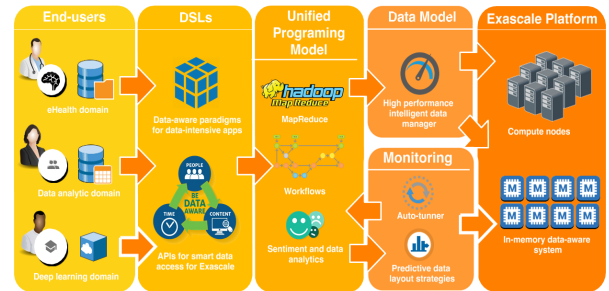 End-users
eHealth domain
Data analytic domain
Deep learning domain
DSLs
Data-aware paradigms
for data-intensive apps
PEOPLE
BE
DATA
AWARE
TIME
CONTENT
APIs for smart data
access for Exascale
Unified
Programing
Model
hadoop
MapReduce
MapReduce
Workflows
Sentiment and data
analytics
Data Model
High performance
intelligent data
manager
Monitoring
Auto-tunner
Predictive data
layout strategies
Exascale Platform
Compute nodes
M M M M
M M M M
In-memory data-aware
system